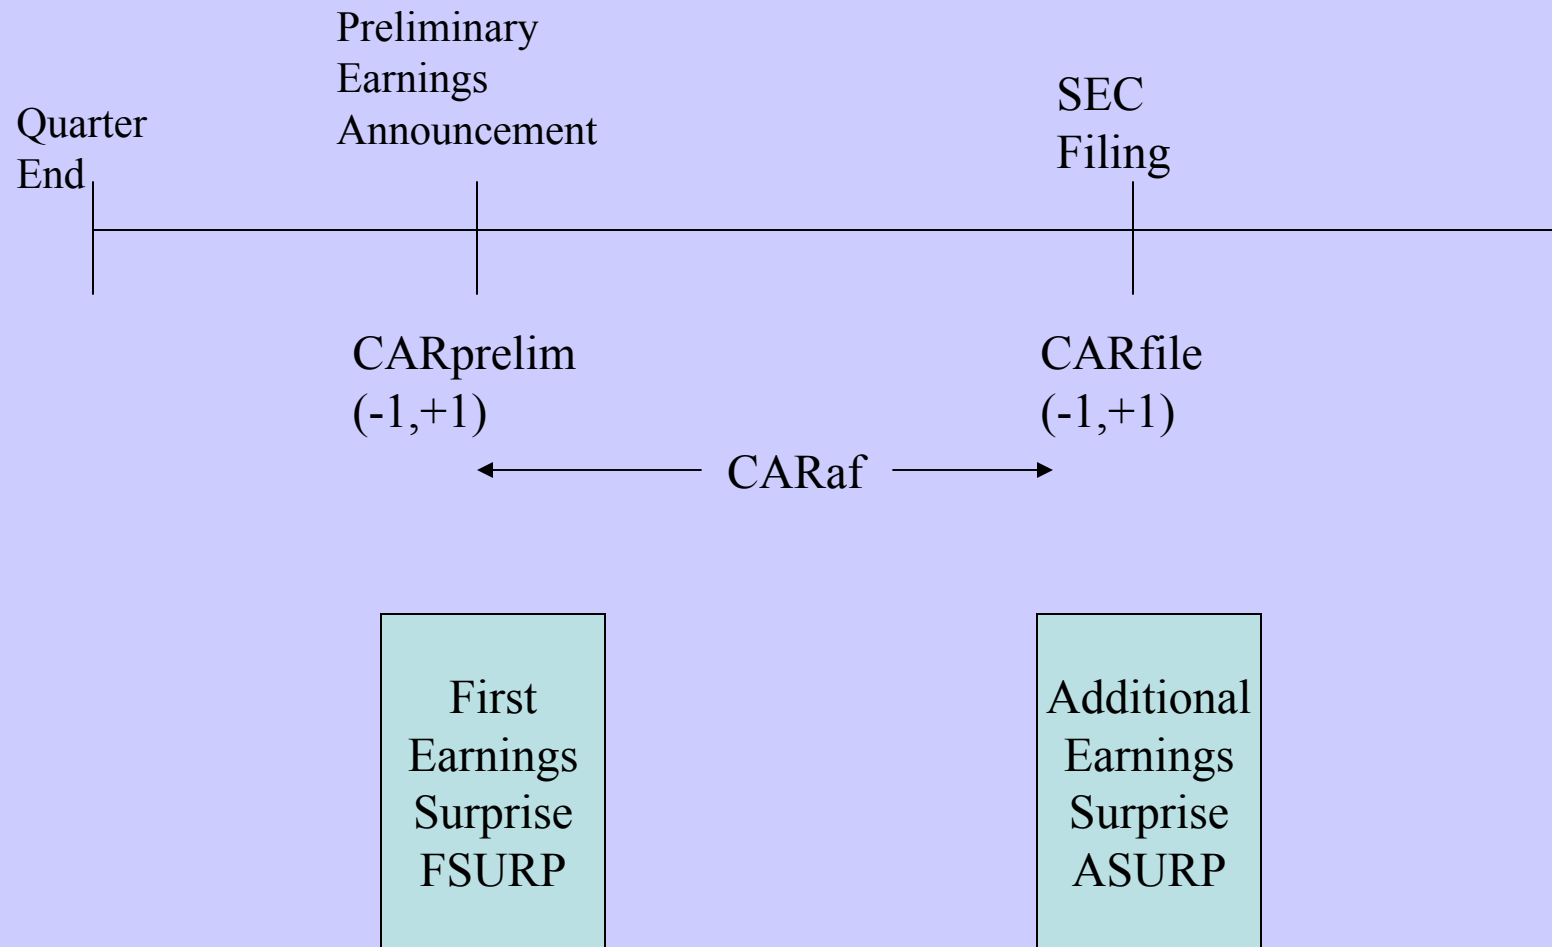 Quarter
End
Preliminary
Earnings
Announcement
SEC
Filing
CARprelim
(-1,+1)
CARfile
(-1,+1)
CARaf
First
Earnings
Surprise
FSURP
Additional
Earnings
Surprise
ASURP